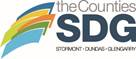 the Counties
SDG
STORMONT • DUNDAS • GLENGARRY